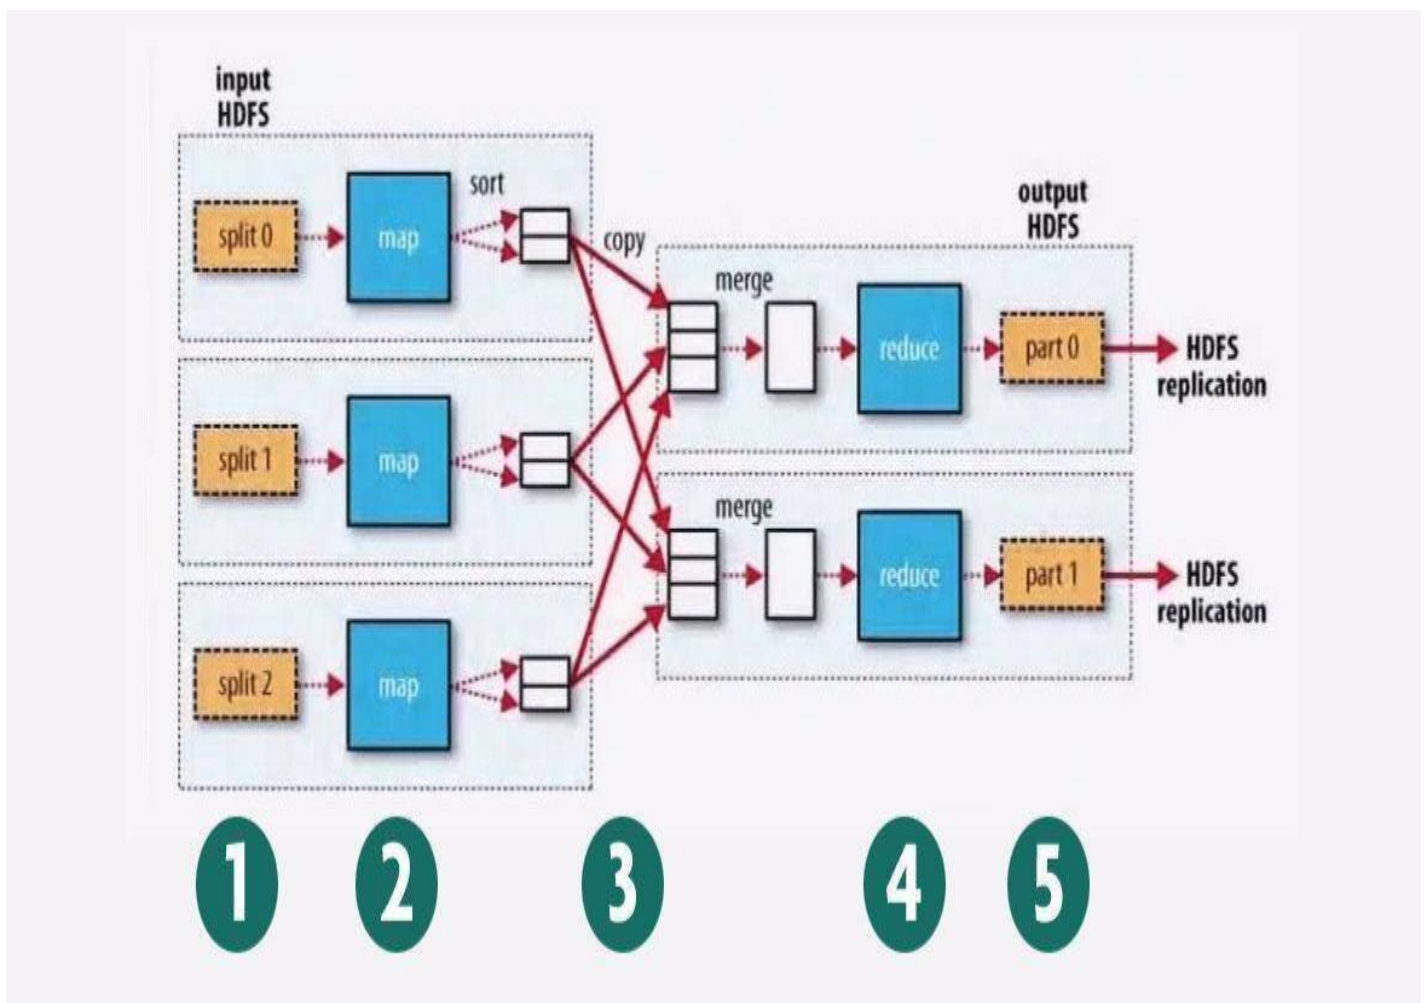 input
HDFS
split 0
map
sort
copy
split 1
map
split 2
map
output
HDFS
merge
reduce
part 0
HDFS
replication
merge
reduce
part 1
HDFS
replication
1
2
3
4
5